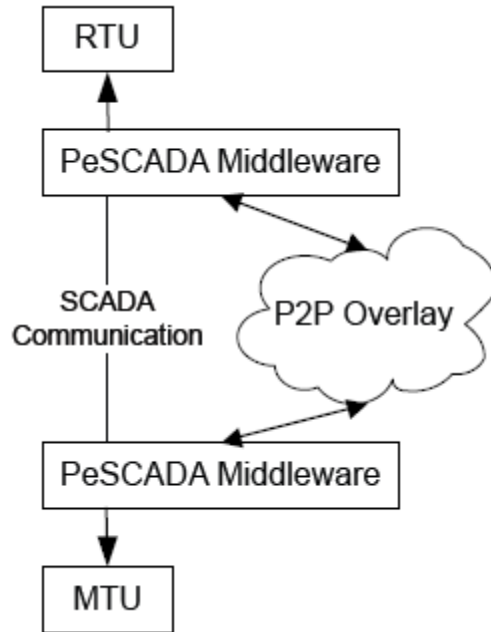 RTU
PeSCADA Middleware
SCADA
Communication
P2P Overlay
PeSCADA Middleware
MTU